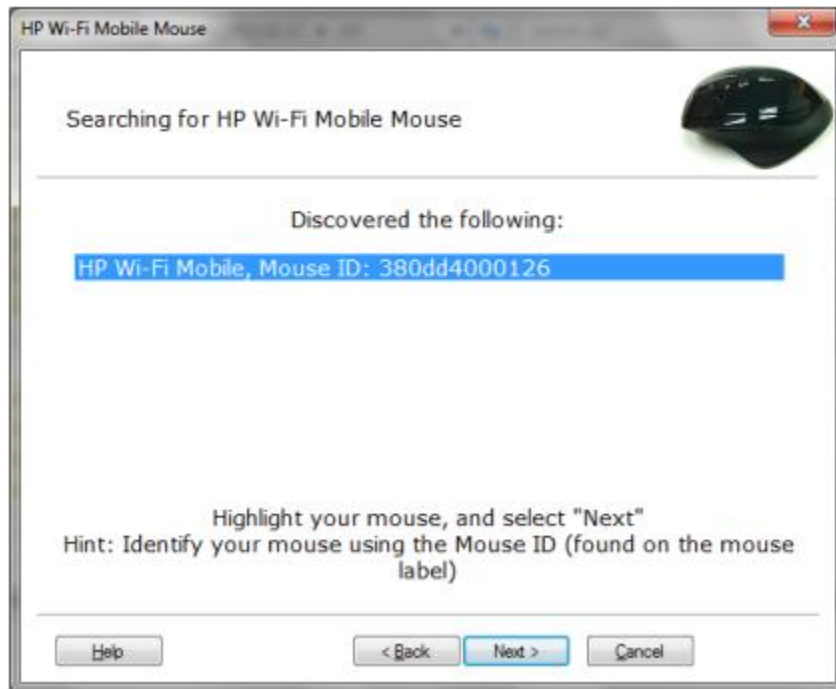 HP Wi-Fi Mobile Mouse
Searching for HP Wi-Fi Mobile Mouse
Discovered the following:
HP Wi-Fi Mobile, Mouse ID: 380dd4000126
Highlight your mouse, and select "Next"
Hint: Identify your mouse using the Mouse ID (found on the mouse
label)
Help
< Back
Next >
Cancel